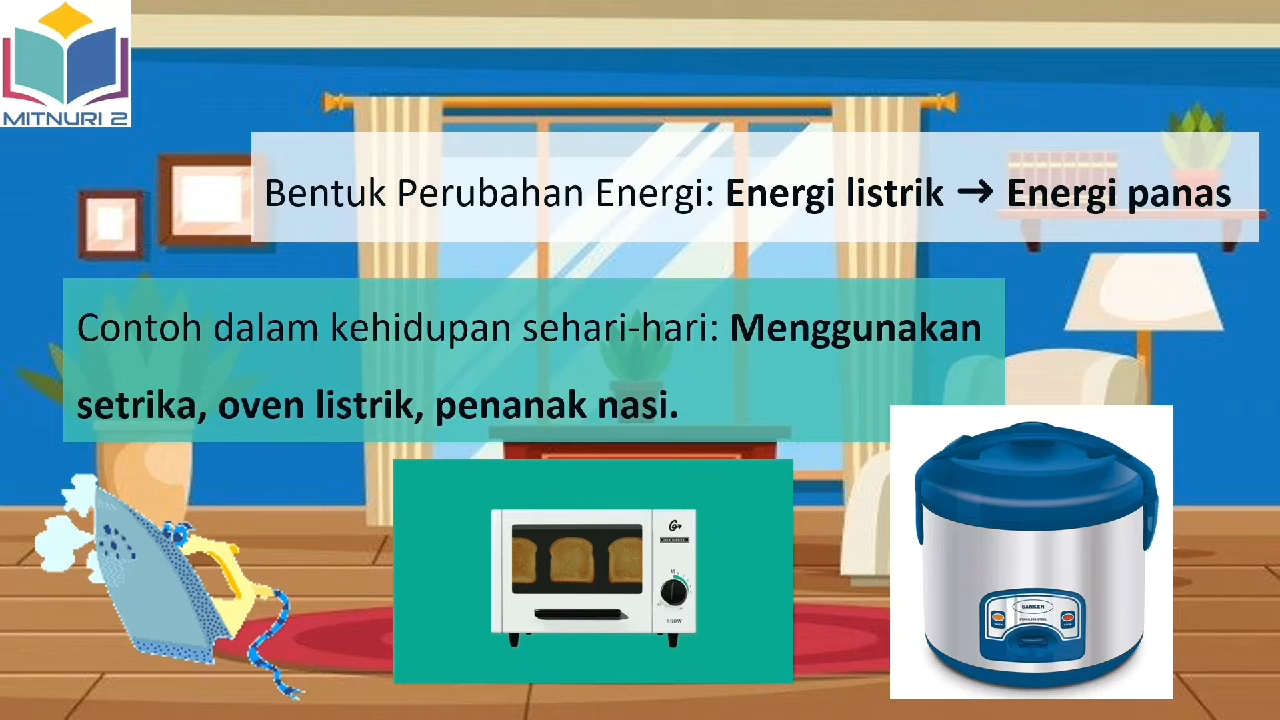 MITNURI 2
Bentuk Perubahan Energi: Energi listrik → Energi panas
Contoh dalam kehidupan sehari-hari: Menggunakan
setrika, oven listrik, penanak nasi.
SANKEN